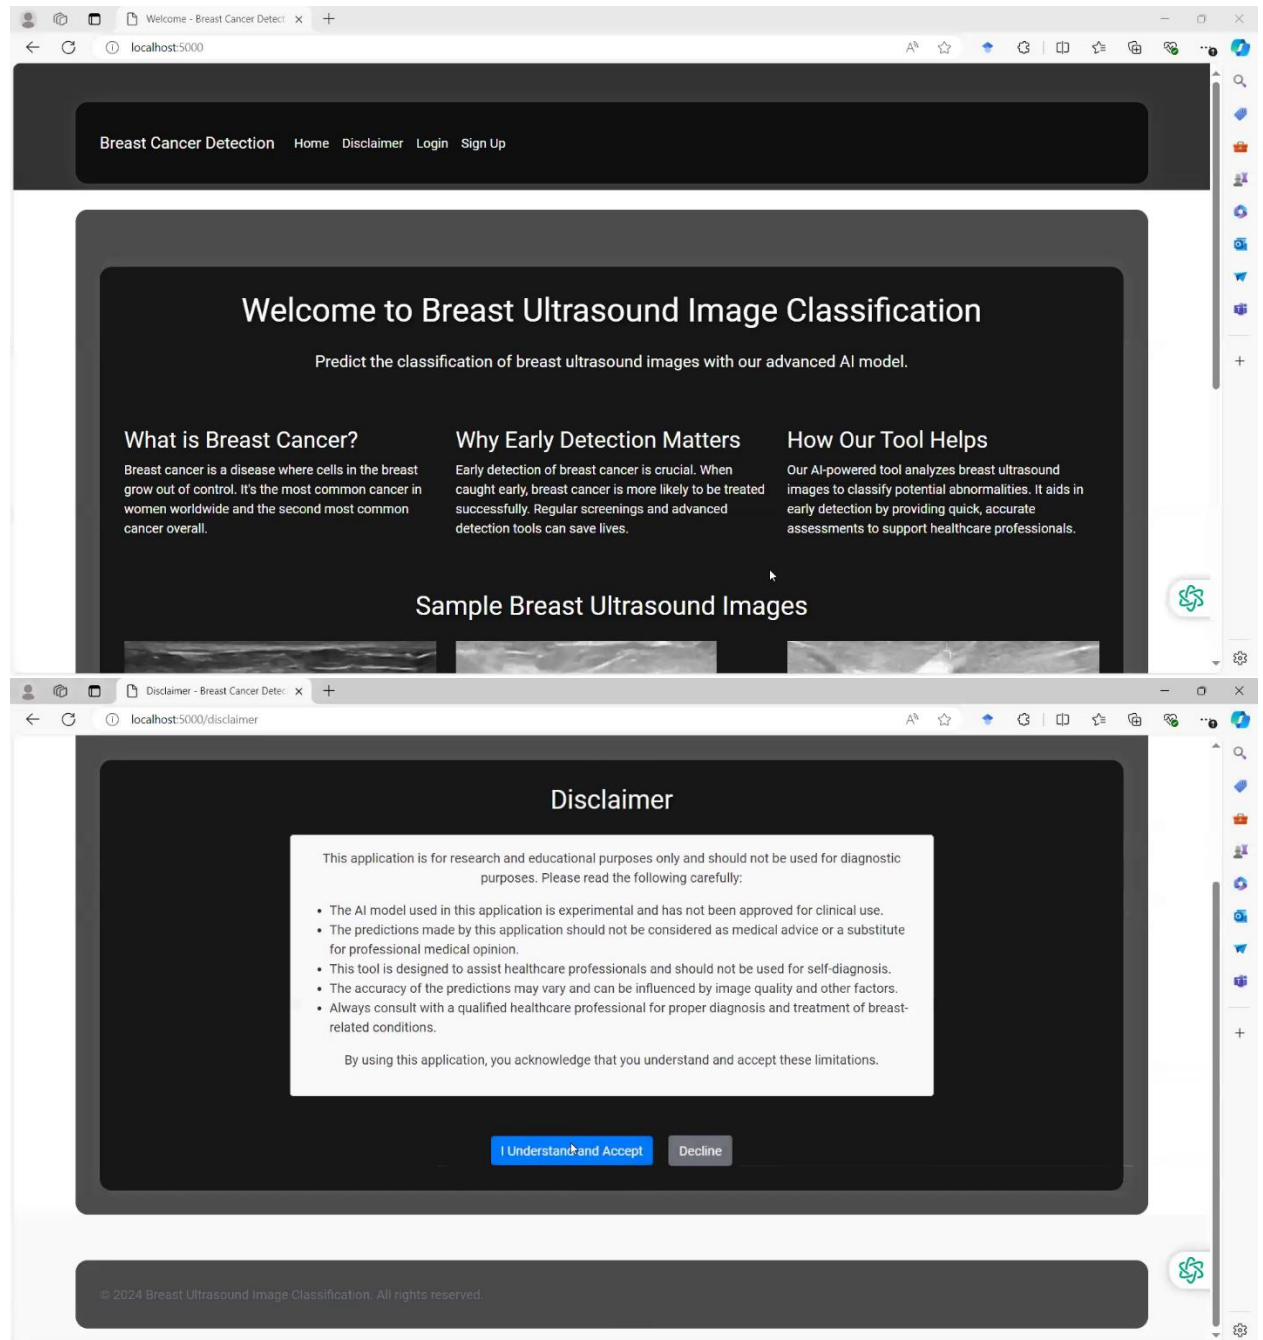 Welcome - Breast Cancer Detect
localhost:5000
Breast Cancer Detection Home Disclaimer Login Sign Up
Welcome to Breast Ultrasound Image Classification
Predict the classification of breast ultrasound images with our advanced AI model.
What is Breast Cancer?
Breast cancer is a disease where cells in the breast
grow out of control. It's the most common cancer in
women worldwide and the second most common
cancer overall.
Why Early Detection Matters
Early detection of breast cancer is crucial. When
caught early, breast cancer is more likely to be treated
successfully. Regular screenings and advanced
detection tools can save lives.
How Our Tool Helps
Our AI-powered tool analyzes breast ultrasound
images to classify potential abnormalities. It aids in
early detection by providing quick, accurate
assessments to support healthcare professionals.
Sample Breast Ultrasound Images
Disclaimer - Breast Cancer Detec
localhost:5000/disclaimer
Disclaimer
This application is for research and educational purposes only and should not be used for diagnostic
purposes. Please read the following carefully:
• The AI model used in this application is experimental and has not been approved for clinical use.
• The predictions made by this application should not be considered as medical advice or a substitute
for professional medical opinion.
• This tool is designed to assist healthcare professionals and should not be used for self-diagnosis.
• The accuracy of the predictions may vary and can be influenced by image quality and other factors.
• Always consult with a qualified healthcare professional for proper diagnosis and treatment of breast-
related conditions.
By using this application, you acknowledge that you understand and accept these limitations.
I Understand and Accept
Decline
© 2024 Breast Ultrasound Image Classification. All rights reserved.